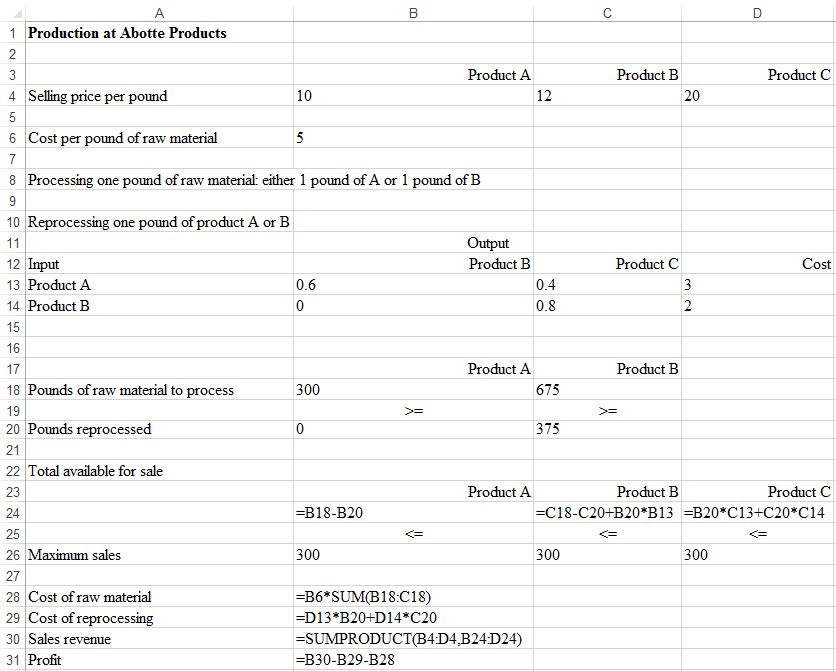 A B C D
1 Production at Abotte Products
2
3 Product A Product B Product C
4 Selling price per pound 10 12 20
5
6 Cost per pound of raw material 5
7
8 Processing one pound of raw material: either 1 pound of A or 1 pound of B
9
10 Reprocessing one pound of product A or B
11 Output
12 Input Product B Product C Cost
13 Product A 0.6 0.4 3
14 Product B 0 0.8 2
15
16
17 Product A Product B
18 Pounds of raw material to process 300 675
19 >= >=
20 Pounds reprocessed 0 375
21
22 Total available for sale
23 Product A Product B Product C
24 =B18-B20 =C18-C20+B20*B13 =B20*C13+C20*C14
25 <= <= <=
26 Maximum sales 300 300 300
27
28 Cost of raw material =B6*SUM(B18:C18)
29 Cost of reprocessing =D13*B20+D14*C20
30 Sales revenue =SUMPRODUCT(B4:D4,B24:D24)
31 Profit =B30-B29-B28